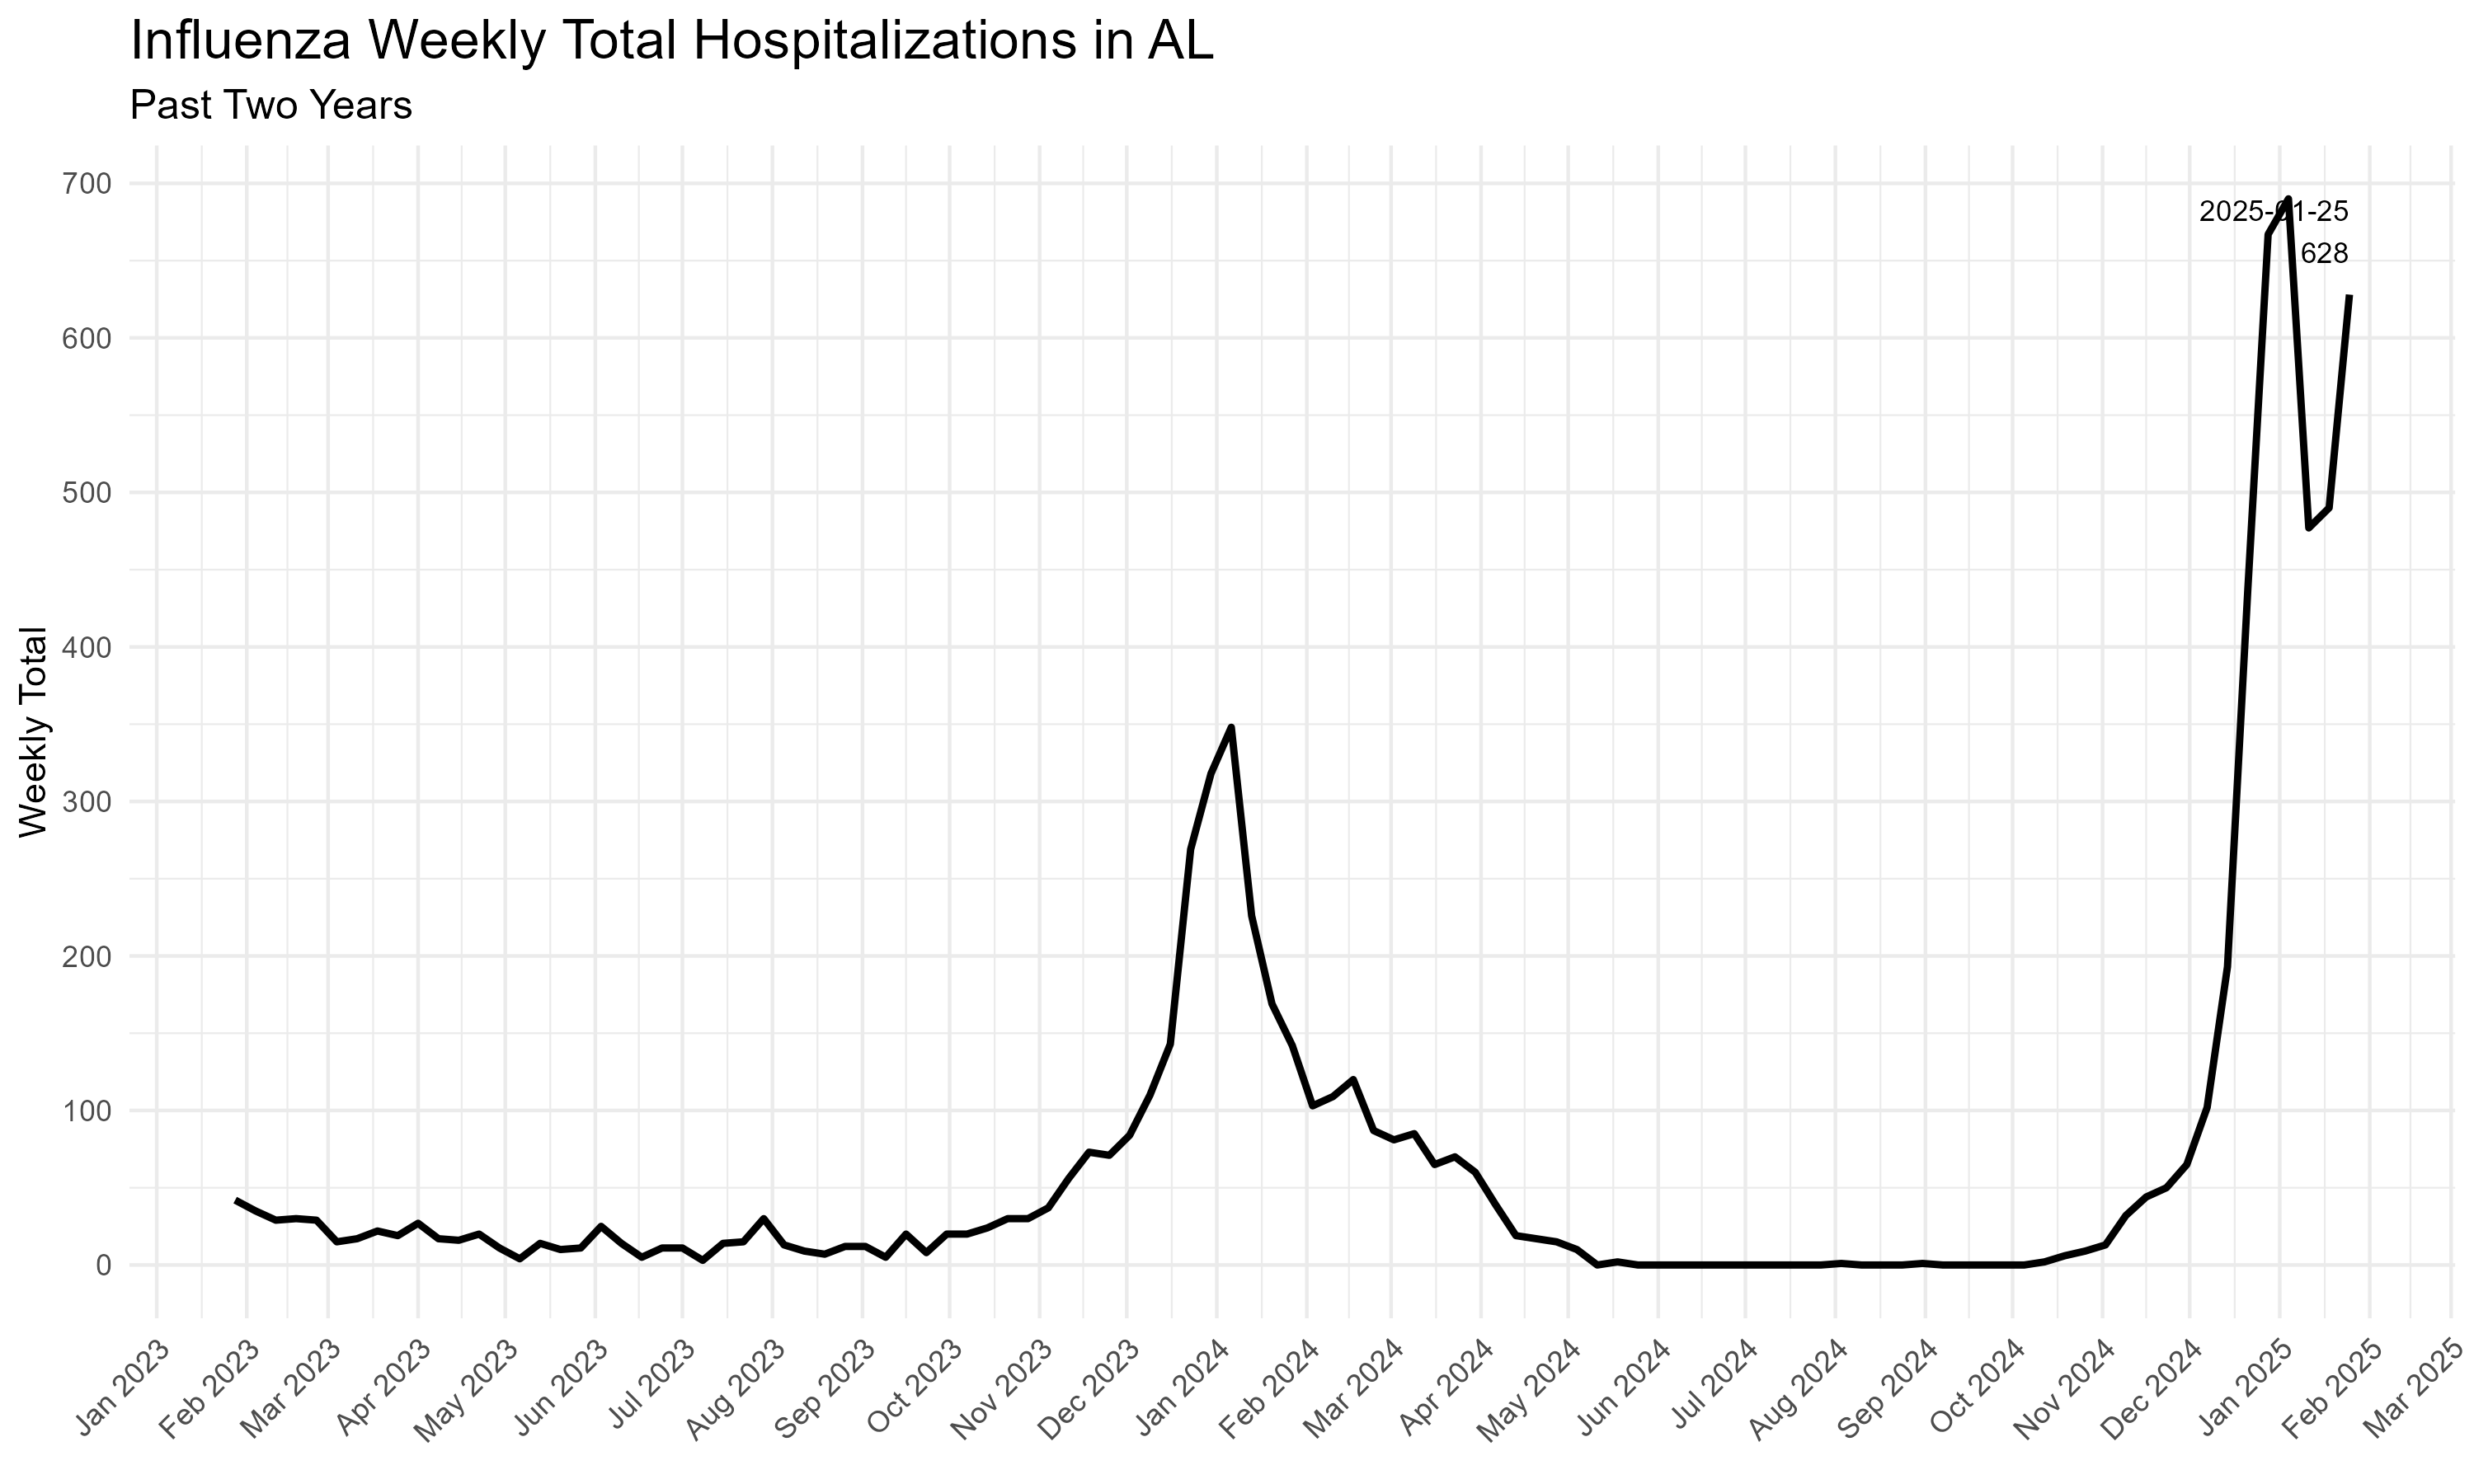 Influenza Weekly Total Hospitalizations in AL
Past Two Years
Weekly Total
700
600
500
400
300
200
100
0
2025-01-25
628
Jan 2023
Feb 2023
Mar 2023
Apr 2023
May 2023
Jun 2023
Jul 2023
Aug 2023
Sep 2023
Oct 2023
Nov 2023
Dec 2023
Jan 2024
Feb 2024
Mar 2024
Apr 2024
May 2024
Jun 2024
Jul 2024
Aug 2024
Sep 2024
Oct 2024
Nov 2024
Dec 2024
Jan 2025
Feb 2025
Mar 2025